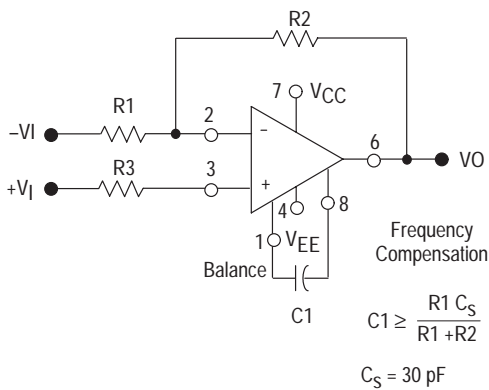 R2
7
VCC
R1
2
–
6
–VI
VO
3
+VI
R3
+
4
8
VEE
1
Balance
C1
Frequency
Compensation
C1 ≥ R1 CS / R1 +R2
CS = 30 pF